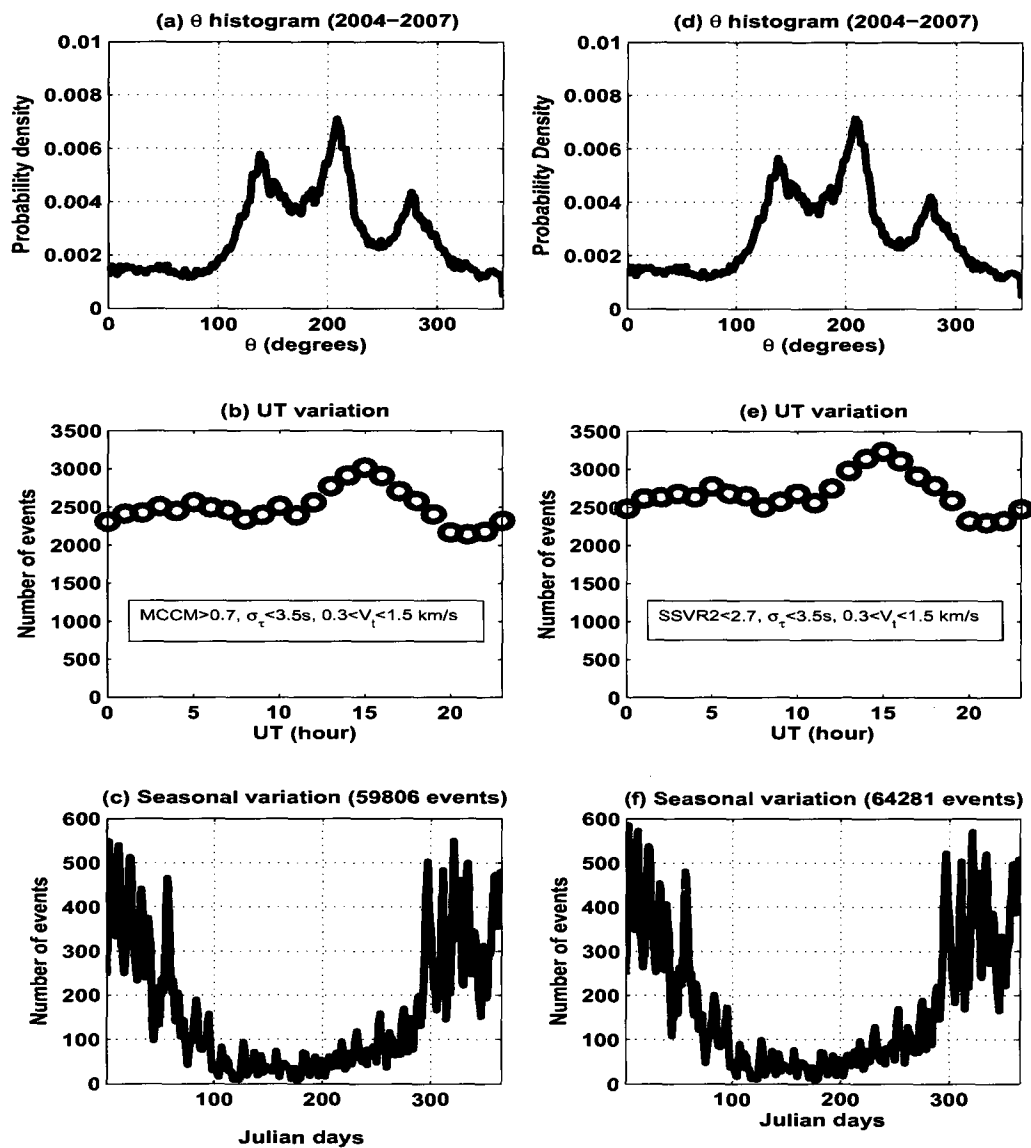 (a) θ histogram (2004−2007)
0.01
0.008
0.006
0.004
0.002
0
Probability density
0 100 200 300
θ (degrees)
(d) θ histogram (2004−2007)
0.01
0.008
0.006
0.004
0.002
0
Probability Density
0 100 200 300
θ (degrees)
(b) UT variation
3500
3000
2500
2000
1500
1000
500
0
Number of events
MCCM>0.7, στ<3.5s, 0.3<Vt<1.5 km/s
0 5 10 15 20
UT (hour)
(e) UT variation
3500
3000
2500
2000
1500
1000
500
0
Number of events
SSVR2<2.7, στ<3.5s, 0.3<Vt<1.5 km/s
0 5 10 15 20
UT (hour)
(c) Seasonal variation (59806 events)
600
500
400
300
200
100
0
Number of events
100 200 300
Julian days
(f) Seasonal variation (64281 events)
600
500
400
300
200
100
0
Number of events
100 200 300
Julian days